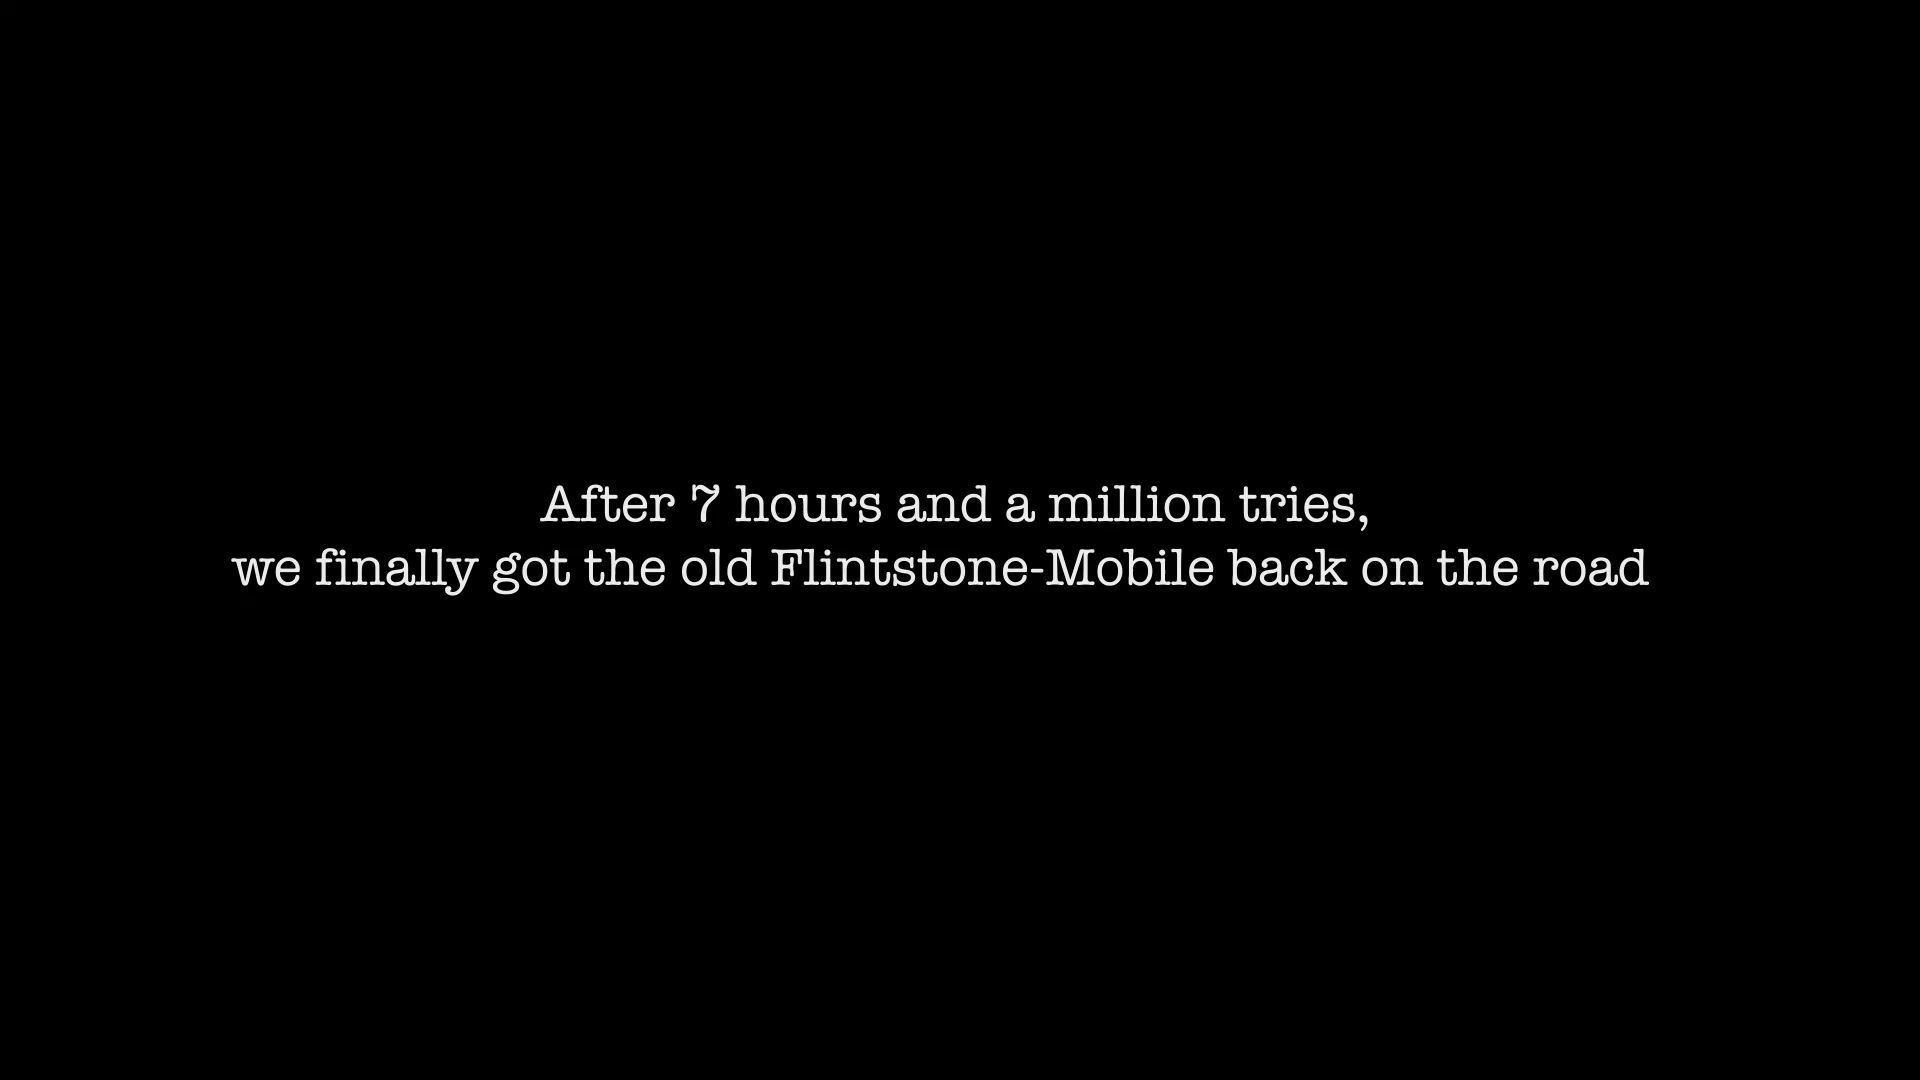 After 7 hours and a million tries,
we finally got the old Flintstone-Mobile back on the road